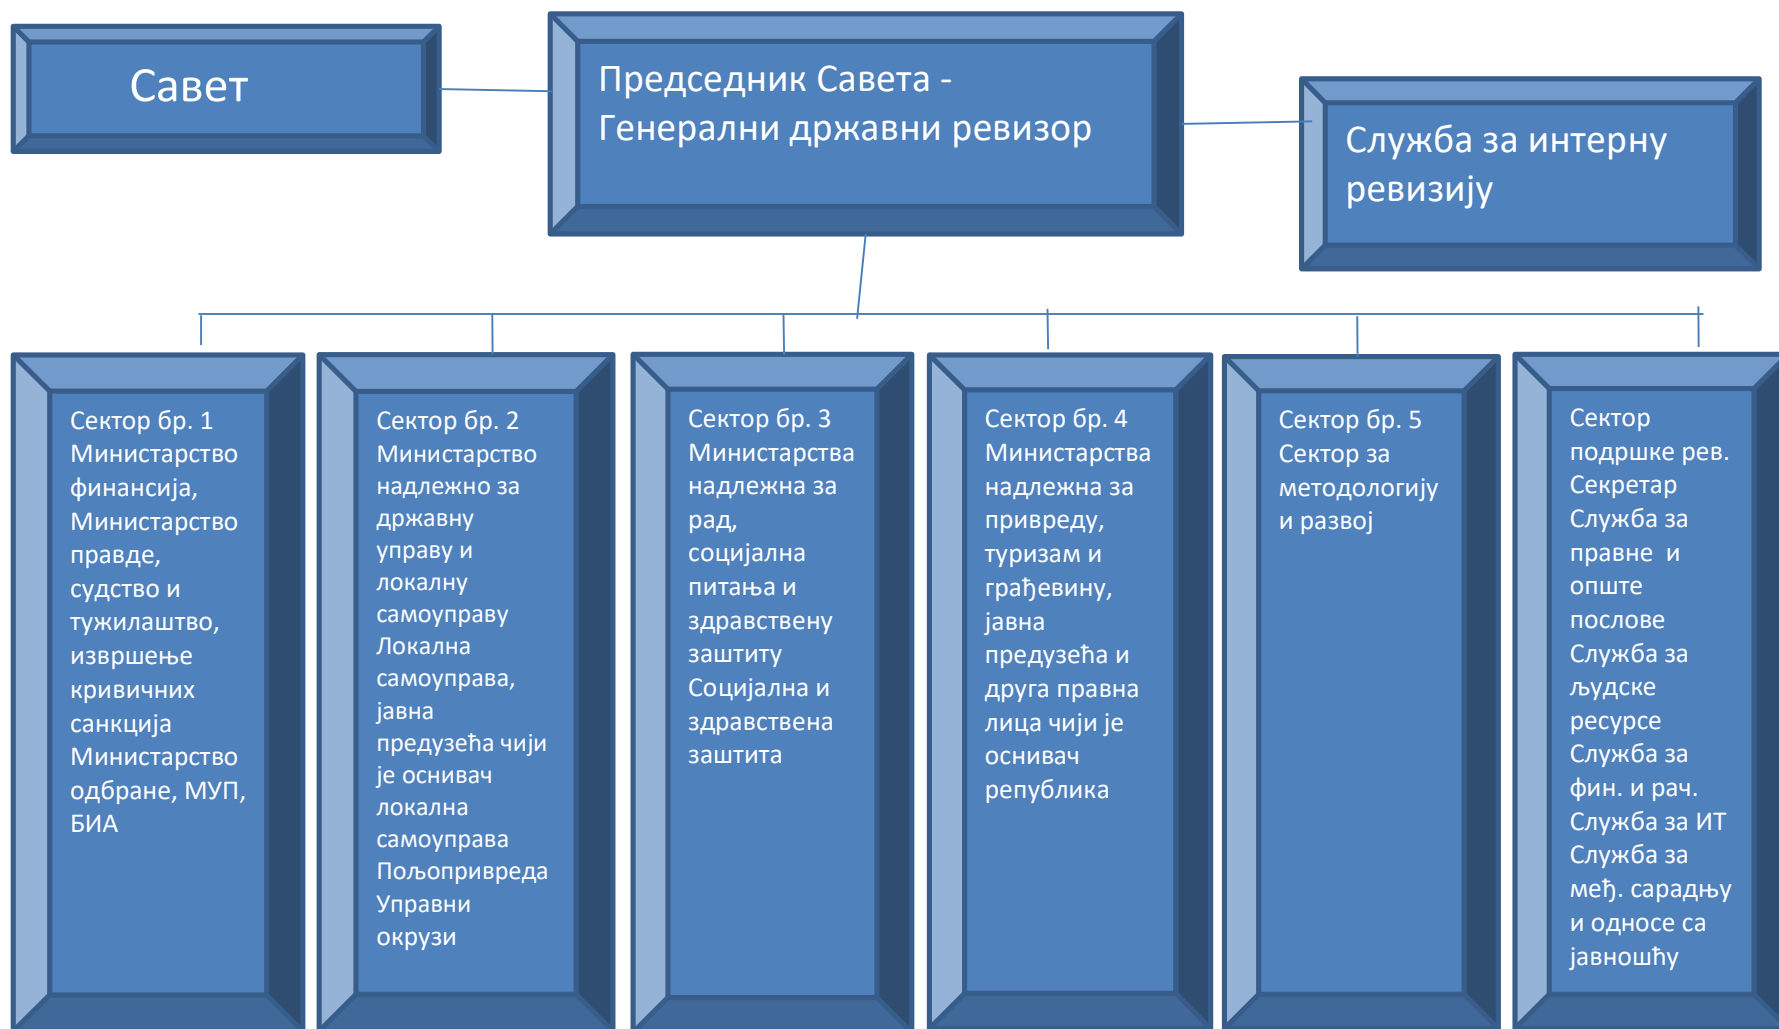 Савет
Председник Савета -
Генерални државни ревизор
Служба за интерну
ревизију
Сектор бр. 1
Министарство
финансија,
Министарство
правде,
судство и
тужилаштво,
извршење
кривичних
санкција
Министарство
одбране, МУП,
БИА
Сектор бр. 2
Министарство
надлежно за
државну
управу и
локалну
самоуправу
Локална
самоуправа,
јавна
предузећа чији
је оснивач
локална
самоуправа
Пољопривреда
Управни
окрузи
Сектор бр. 3
Министарства
надлежна за
рад,
социјална
питања и
здравствену
заштиту
Социјална и
здравствена
заштита
Сектор бр. 4
Министарства
надлежна за
привреду,
туризам и
грађевину,
јавна
предузећа и
друга правна
лица чији је
оснивач
република
Сектор бр. 5
Сектор за
методологију
и развој
Сектор
подршке рев.
Секретар
Служба за
правне  и
опште
послове
Служба за
људске
ресурсе
Служба за
фин. и рач.
Служба за ИТ
Служба за
међ. сарадњу
и односе са
јавношћу